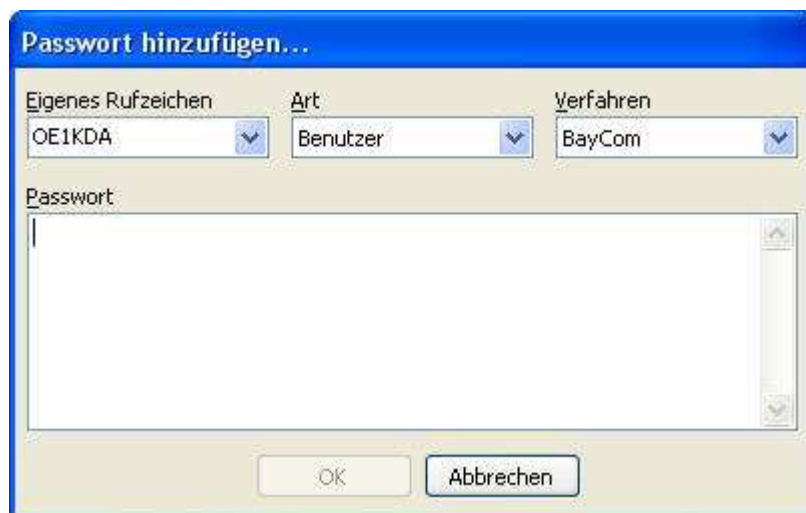 Passwort hinzufügen...
Eigenes Rufzeichen Art Verfahren
OE1KDA Benutzer BayCom
Passwort
OK Abbrechen